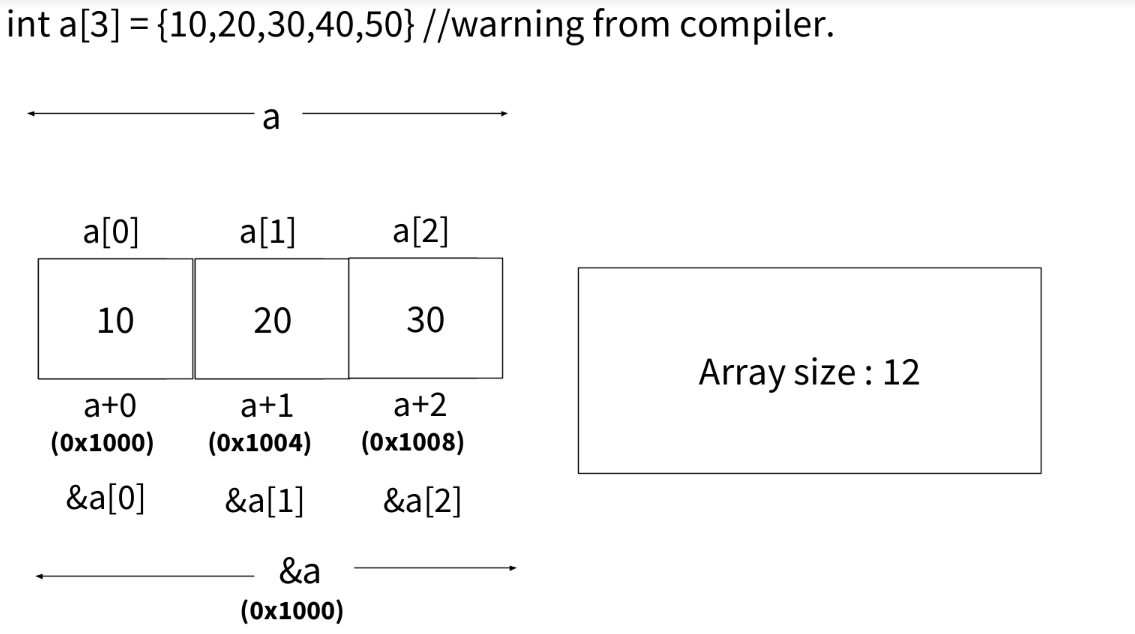 int a[3] = {10,20,30,40,50} //warning from compiler.
a
a[0] a[1] a[2]
10 20 30
Array size : 12
a+0 a+1 a+2
(0x1000) (0x1004) (0x1008)
&a[0] &a[1] &a[2]
&a
(0x1000)